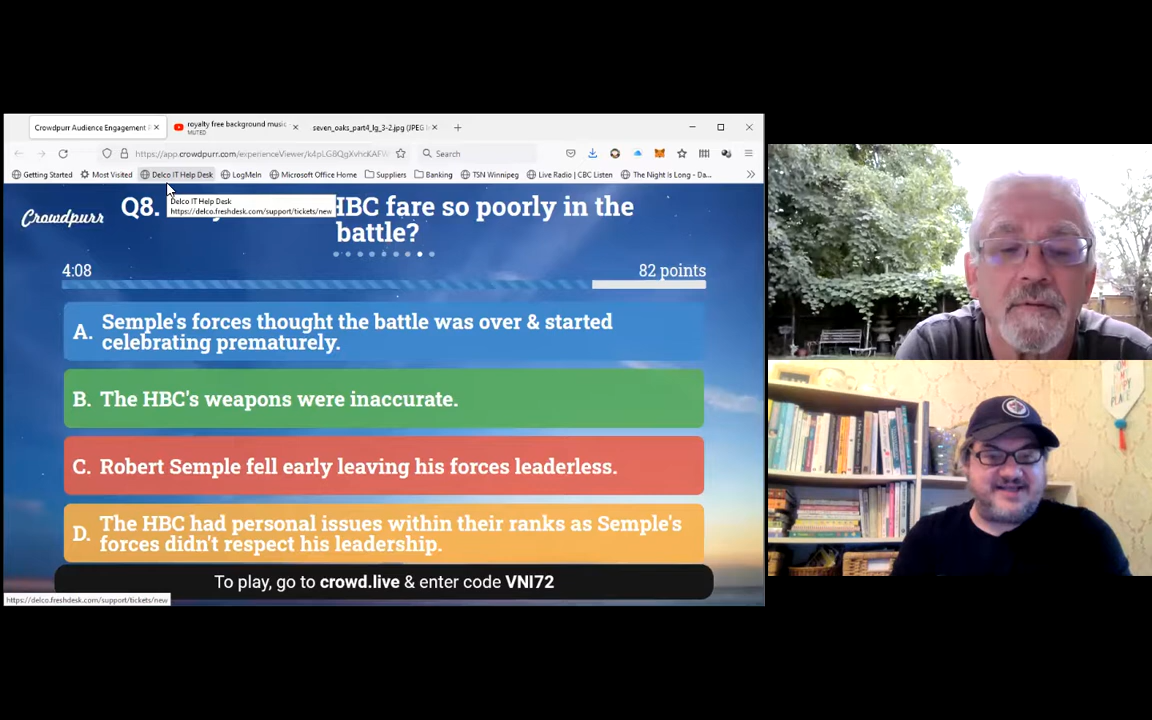 Crowdpurr Audience Engagement
royalty free background music
MUTED
seven_oaks_part4_lg_3-2.jpg (JPEG
https://app.crowdpurr.com/experienceViewer/k4pLG8QgXvhcKAFW
Search
Getting Started
Most Visited
Delco IT Help Desk
LogMeIn
Microsoft Office Home
Suppliers
Banking
TSN Winnipeg
Live Radio | CBC Listen
The Night Is Long - Da...
Delco IT Help Desk
https://delco.freshdesk.com/support/tickets/new
Crowdpurr
Q8. HBC fare so poorly in the
battle?
4:08
82 points
A. Semple's forces thought the battle was over & started
celebrating prematurely.
B. The HBC's weapons were inaccurate.
C. Robert Semple fell early leaving his forces leaderless.
D. The HBC had personal issues within their ranks as Semple's
forces didn't respect his leadership.
To play, go to crowd.live & enter code VNI72
https://delco.freshdesk.com/support/tickets/new
HAPPY
PLACE